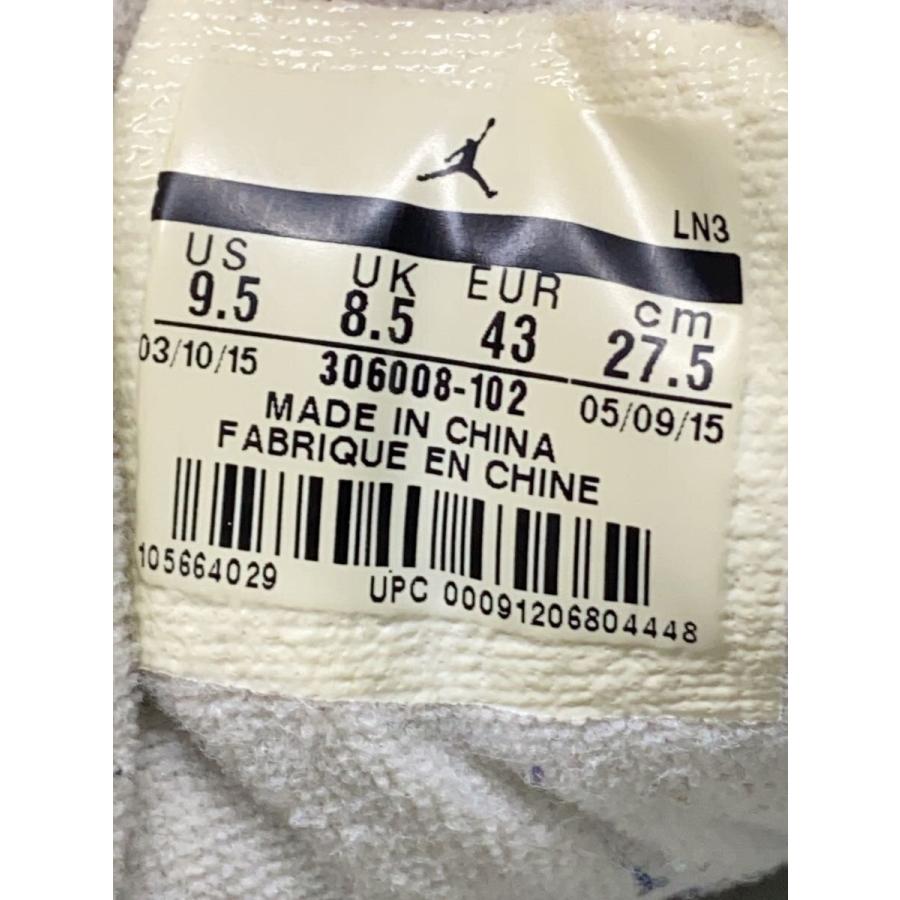 LN3
US UK EUR cm
9.5 8.5 43 27.5
03/10/15 306008-102 05/09/15
MADE IN CHINA
FABRIQUE EN CHINE
105664029 UPC 00091206804448